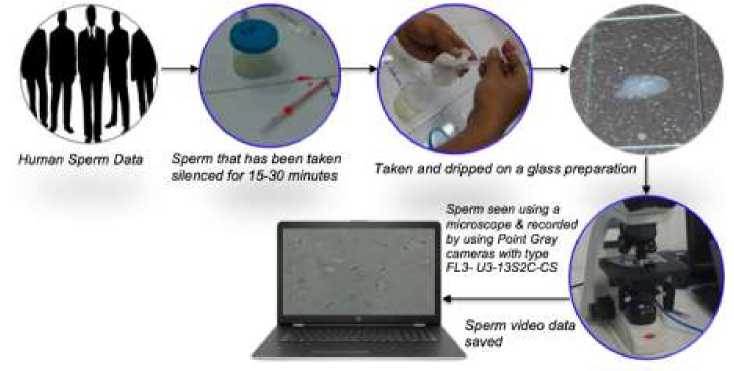 Human Sperm Data
Sperm that has been taken
silenced for 15-30 minutes
Taken and dripped on a glass preparation
Sperm seen using a
microscope & recorded
by using Point Gray
cameras with type
FL3- U3-13S2C-CS
Sperm video data
saved